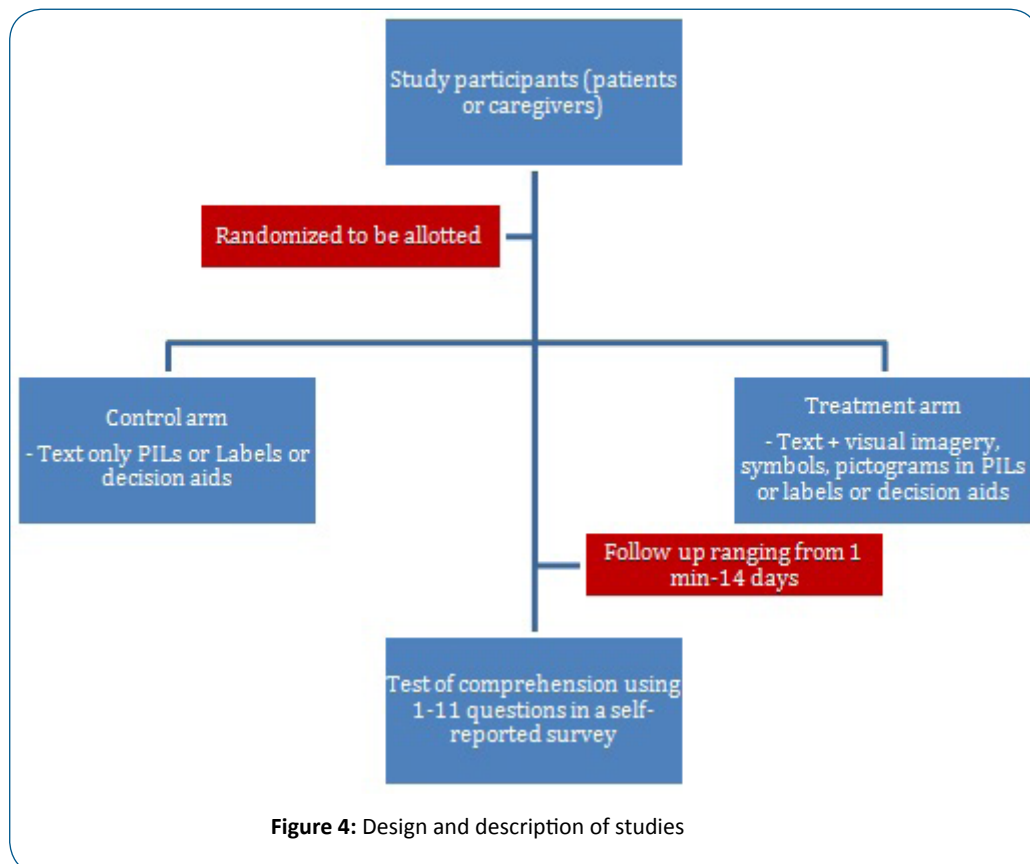 Study participants (patients
or caregivers)
Randomized to be allotted
Control arm
- Text only PILs or Labels or
decision aids
Treatment arm
- Text + visual imagery,
symbols, pictograms in PILs
or labels or decision aids
Follow up ranging from 1
min-14 days
Test of comprehension using
1-11 questions in a self-
reported survey
Figure 4: Design and description of studies